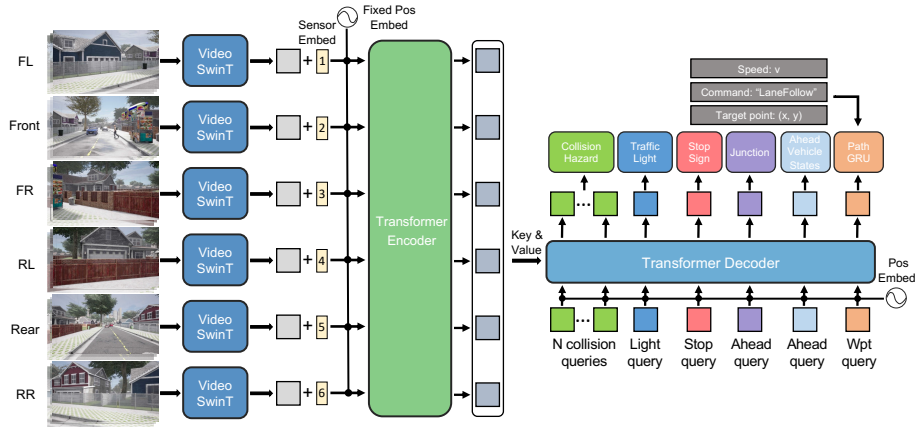 Fixed Pos
Embed
Sensor
Embed
FL
Video
SwinT
+
1
Front
Video
SwinT
+
2
FR
Video
SwinT
+
3
RL
Video
SwinT
+
4
Rear
Video
SwinT
+
5
RR
Video
SwinT
+
6
Transformer
Encoder
Key &
Value
Speed: v
Command: “LaneFollow”
Target point: (x, y)
Collision
Hazard
Traffic
Light
Stop
Sign
Junction
Ahead
Vehicle
States
Path
GRU
...
Transformer Decoder
Pos
Embed
...
N collision
queries
Light
query
Stop
query
Ahead
query
Ahead
query
Wpt
query